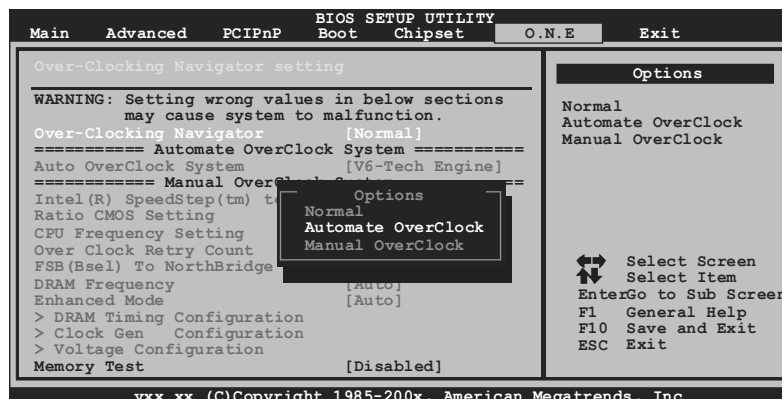 BIOS SETUP UTILITY
Main Advanced PCIPnP Boot Chipset O.N.E Exit
Over-Clocking Navigator setting
WARNING: Setting wrong values in below sections
may cause system to malfunction.
Over-Clocking Navigator [Normal]
=========== Automate OverClock System ===========
Auto OverClock System [V6-Tech Engine]
============ Manual ==
Intel(R) SpeedStep(tm)
Ratio CMOS Setting
CPU Frequency Setting
Over Clock Retry Count
FSB(Bsel) To NorthBridge
DRAM Frequency [Auto]
Enhanced Mode [Auto]
> DRAM Timing Configuration
> Clock Gen Configuration
> Voltage Configuration
Memory Test [Disabled]
Options
Normal
Automate OverClock
Manual OverClock
Options
Normal
Automate OverClock
Manual OverClock
Select Screen
Select Item
EnterGo to Sub Screen
F1 General Help
F10 Save and Exit
ESC Exit
vxx.xx (C)Copyright 1985-200x, American Megatrends, Inc